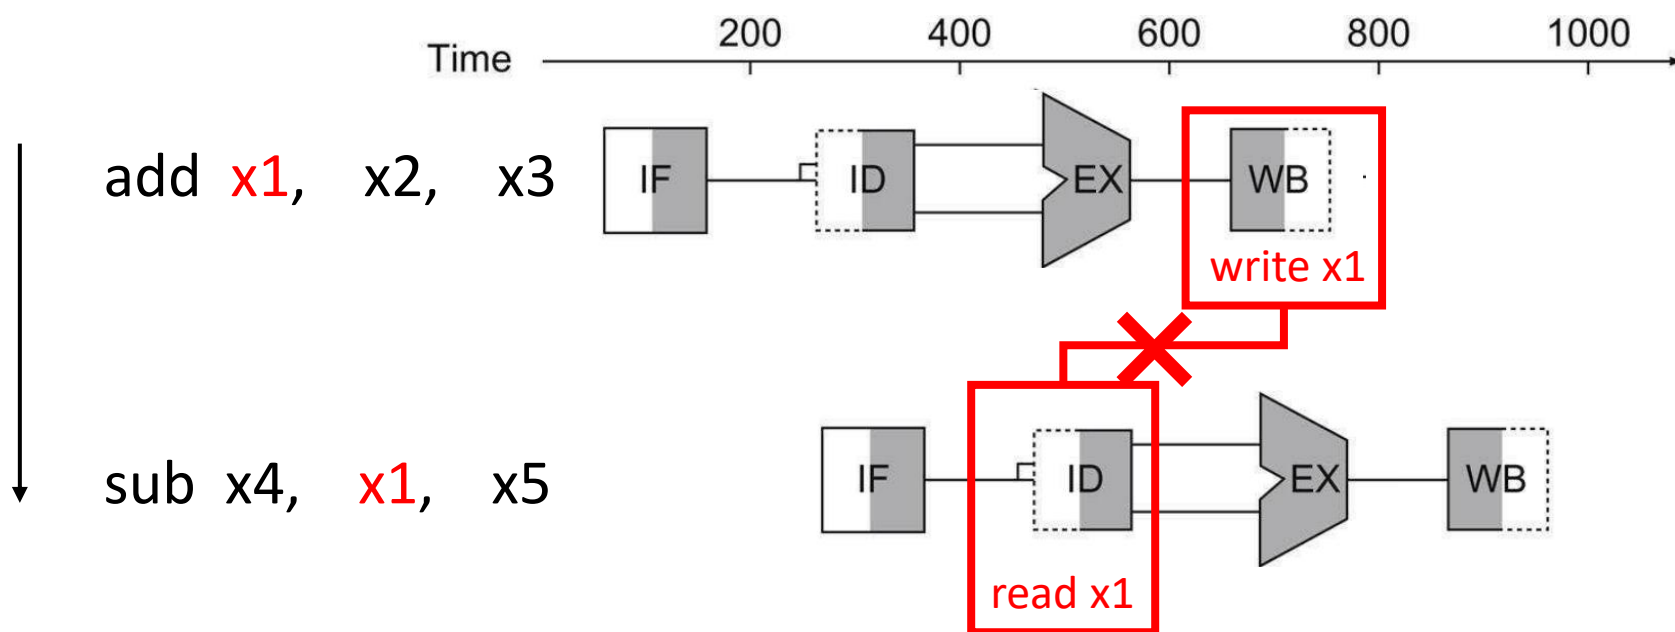 200 400 600 800 1000
Time
add x1, x2, x3 IF ID EX WB
write x1
sub x4, x1, x5 IF ID EX WB
read x1